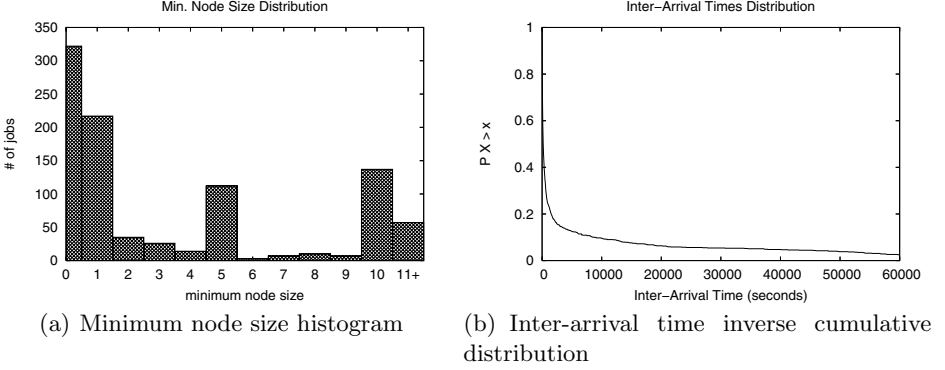 Min. Node Size Distribution
350
300
250
200
150
100
50
0
# of jobs
0 1 2 3 4 5 6 7 8 9 10 11+
minimum node size
(a) Minimum node size histogram
Inter-Arrival Times Distribution
1
0.8
0.6
0.4
0.2
0
P X > x
0 10000 20000 30000 40000 50000 60000
Inter-Arrival Time (seconds)
(b) Inter-arrival time inverse cumulative
distribution